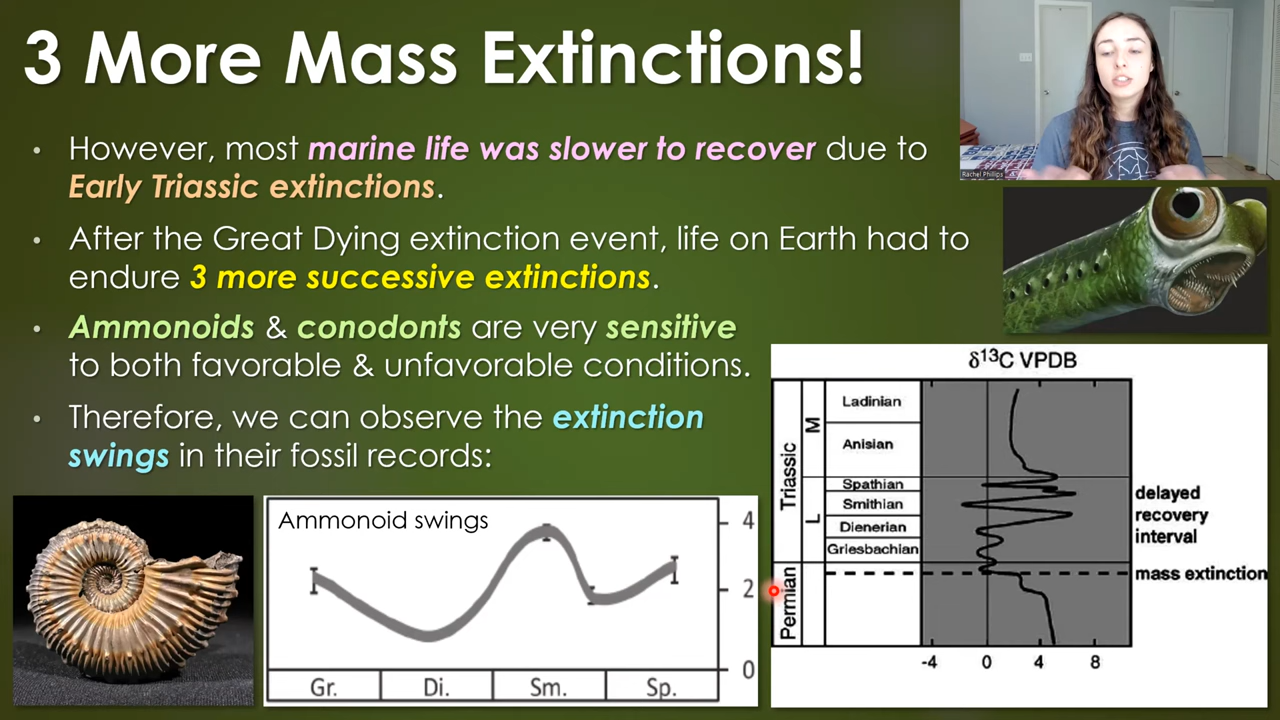 3 More Mass Extinctions!
• However, most marine life was slower to recover due to
Early Triassic extinctions.
• After the Great Dying extinction event, life on Earth had to
endure 3 more successive extinctions.
• Ammonoids & conodonts are very sensitive
to both favorable & unfavorable conditions.
• Therefore, we can observe the extinction
swings in their fossil records:
Rachel Phillips
Ammonoid swings
4
2
0
Gr. Di. Sm. Sp.
δ¹³C VPDB
Triassic
M
L
Permian
Ladinian
Anisian
Spathian
Smithian
Dienerian
Griesbachian
delayed
recovery
interval
mass extinction
-4 0 4 8